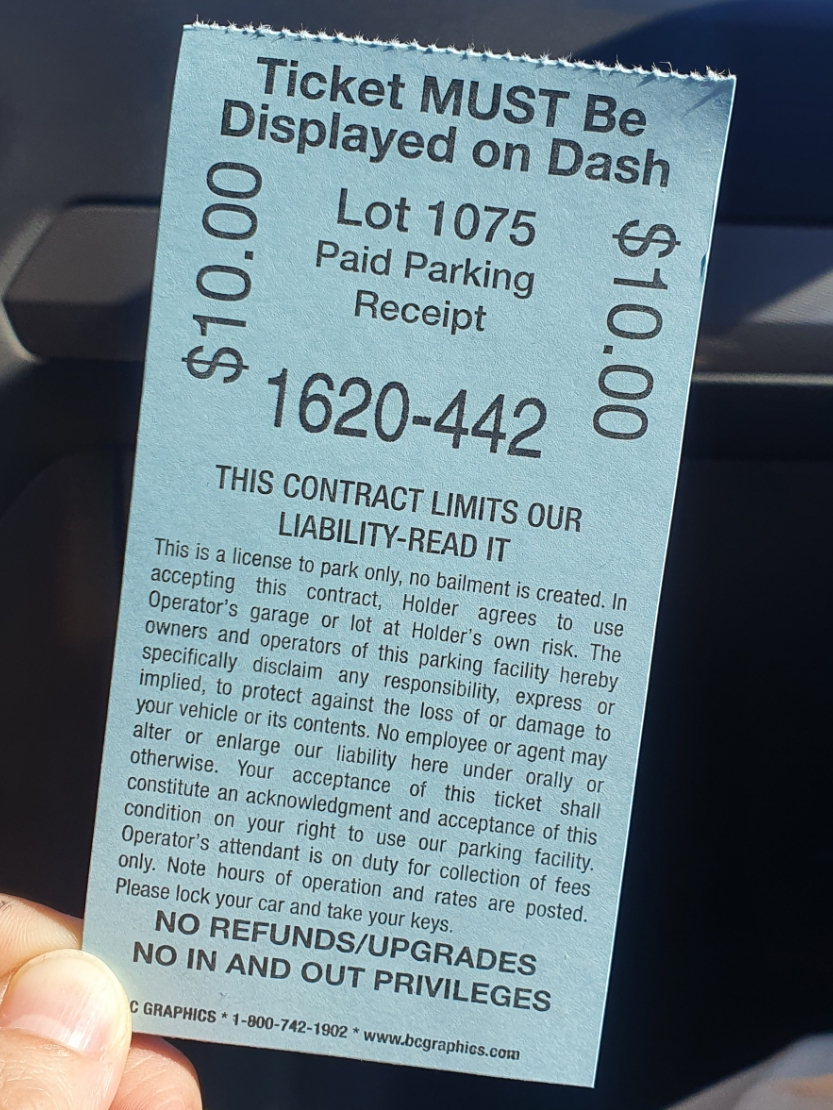 Ticket MUST Be
Displayed on Dash
$10.00
Lot 1075
$10.00
Paid Parking
Receipt
1620-442
THIS CONTRACT LIMITS OUR
LIABILITY-READ IT
This is a license to park only, no bailment is created. In
accepting this contract, Holder agrees to use
Operator's garage or lot at Holder's own risk. The
owners and operators of this parking facility hereby
specifically disclaim any responsibility, express or
implied, to protect against the loss of or damage to
your vehicle or its contents. No employee or agent may
alter or enlarge our liability here under orally or
otherwise. Your acceptance of this ticket shall
constitute an acknowledgment and acceptance of this
condition on your right to use our parking facility.
Operator's attendant is on duty for collection of fees
only. Note hours of operation and rates are posted.
Please lock your car and take your keys.
NO REFUNDS/UPGRADES
NO IN AND OUT PRIVILEGES
C GRAPHICS * 1-800-742-1902 * www.bcgraphics.com